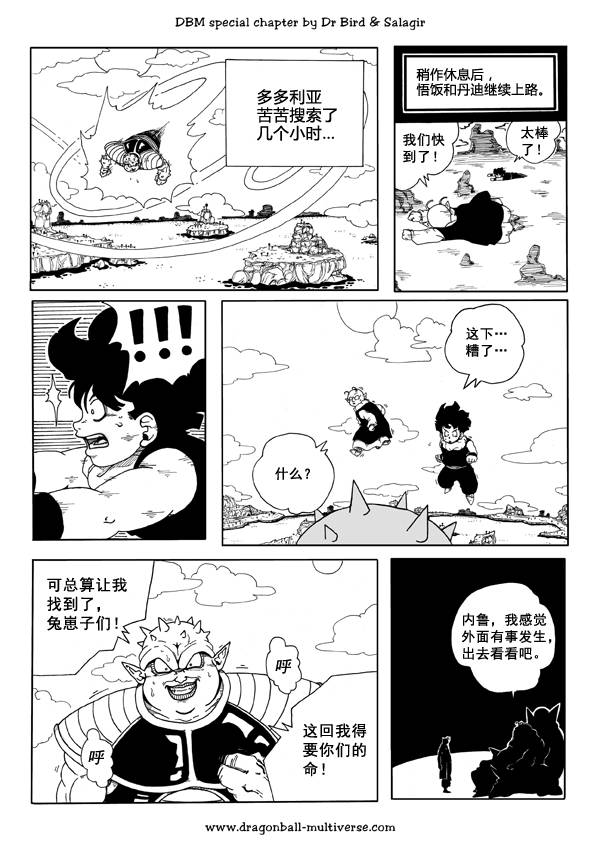 DBM special chapter by Dr Bird & Salagir
多多利亚
苦苦搜索了
几个小时...
稍作休息后，
悟饭和丹迪继续上路。
我们快
到了！
太棒
了！
!!!
这下…
糟了…
什么？
可总算让我
找到了，
兔崽子们！
呼
呼
这回我得
要你们的
命！
内鲁，我感觉
外面有事发生，
出去看看吧。
www.dragonball-multiverse.com